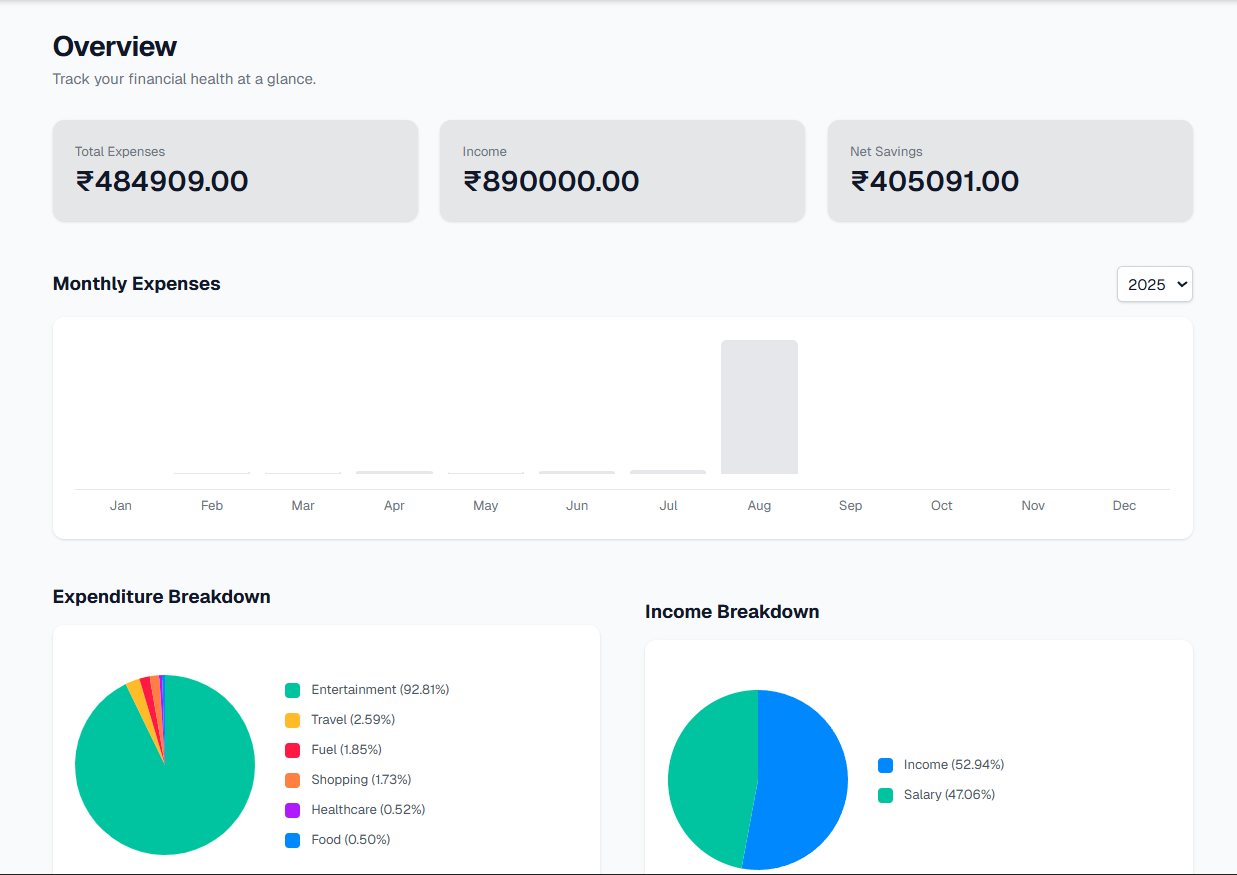 Overview
Track your financial health at a glance.
Total Expenses
₹484909.00
Income
₹890000.00
Net Savings
₹405091.00
Monthly Expenses
2025
Jan Feb Mar Apr May Jun Jul Aug Sep Oct Nov Dec
Expenditure Breakdown
Entertainment (92.81%)
Travel (2.59%)
Fuel (1.85%)
Shopping (1.73%)
Healthcare (0.52%)
Food (0.50%)
Income Breakdown
Income (52.94%)
Salary (47.06%)